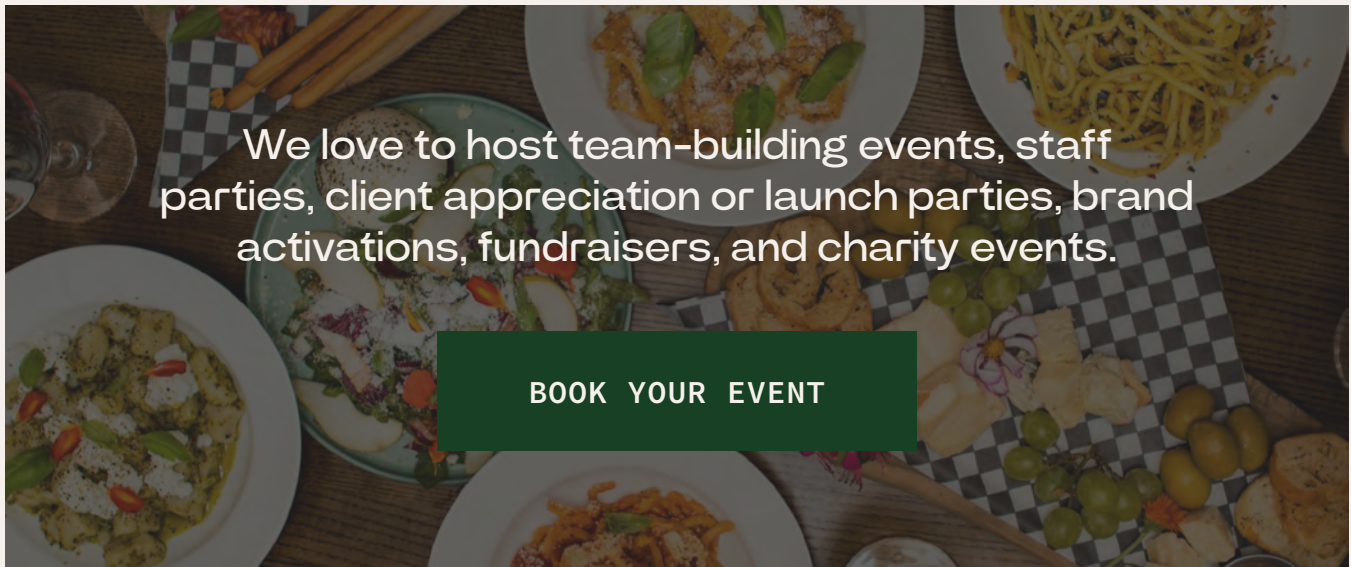 We love to host team-building events, staff
parties, client appreciation or launch parties, brand
activations, fundraisers, and charity events.
BOOK YOUR EVENT